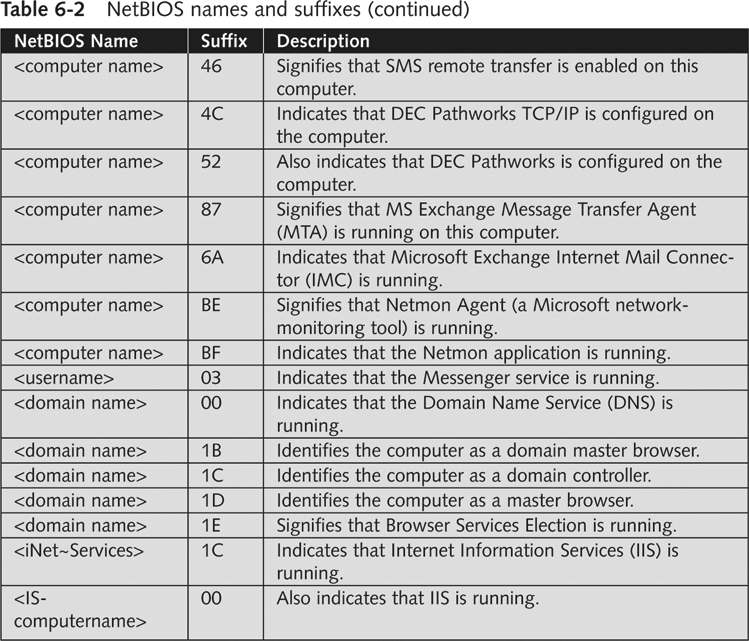 Table 6-2 NetBIOS names and suffixes (continued)
NetBIOS Name Suffix Description
<computer name> 46 Signifies that SMS remote transfer is enabled on this
computer.
<computer name> 4C Indicates that DEC Pathworks TCP/IP is configured on
the computer.
<computer name> 52 Also indicates that DEC Pathworks is configured on the
computer.
<computer name> 87 Signifies that MS Exchange Message Transfer Agent
(MTA) is running on this computer.
<computer name> 6A Indicates that Microsoft Exchange Internet Mail Connec-
tor (IMC) is running.
<computer name> BE Signifies that Netmon Agent (a Microsoft network-
monitoring tool) is running.
<computer name> BF Indicates that the Netmon application is running.
<username> 03 Indicates that the Messenger service is running.
<domain name> 00 Indicates that the Domain Name Service (DNS) is
running.
<domain name> 1B Identifies the computer as a domain master browser.
<domain name> 1C Identifies the computer as a domain controller.
<domain name> 1D Identifies the computer as a master browser.
<domain name> 1E Signifies that Browser Services Election is running.
<iNet~Services> 1C Indicates that Internet Information Services (IIS) is
running.
<IS- 00 Also indicates that IIS is running.
computername>